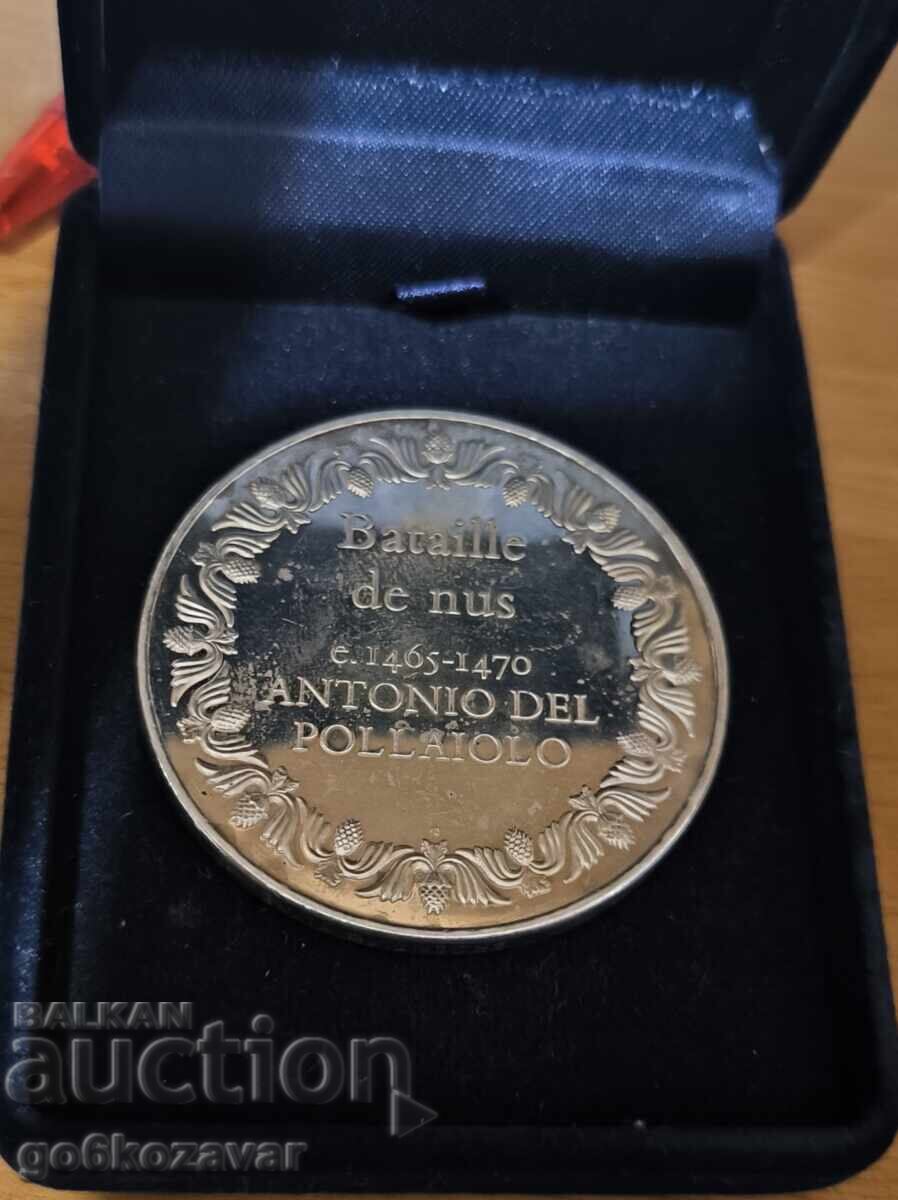 Bataille
de nus
e. 1465-1470
ANTONIO DEL
POLLAIOLO
BALKAN
auction
go6kozavar